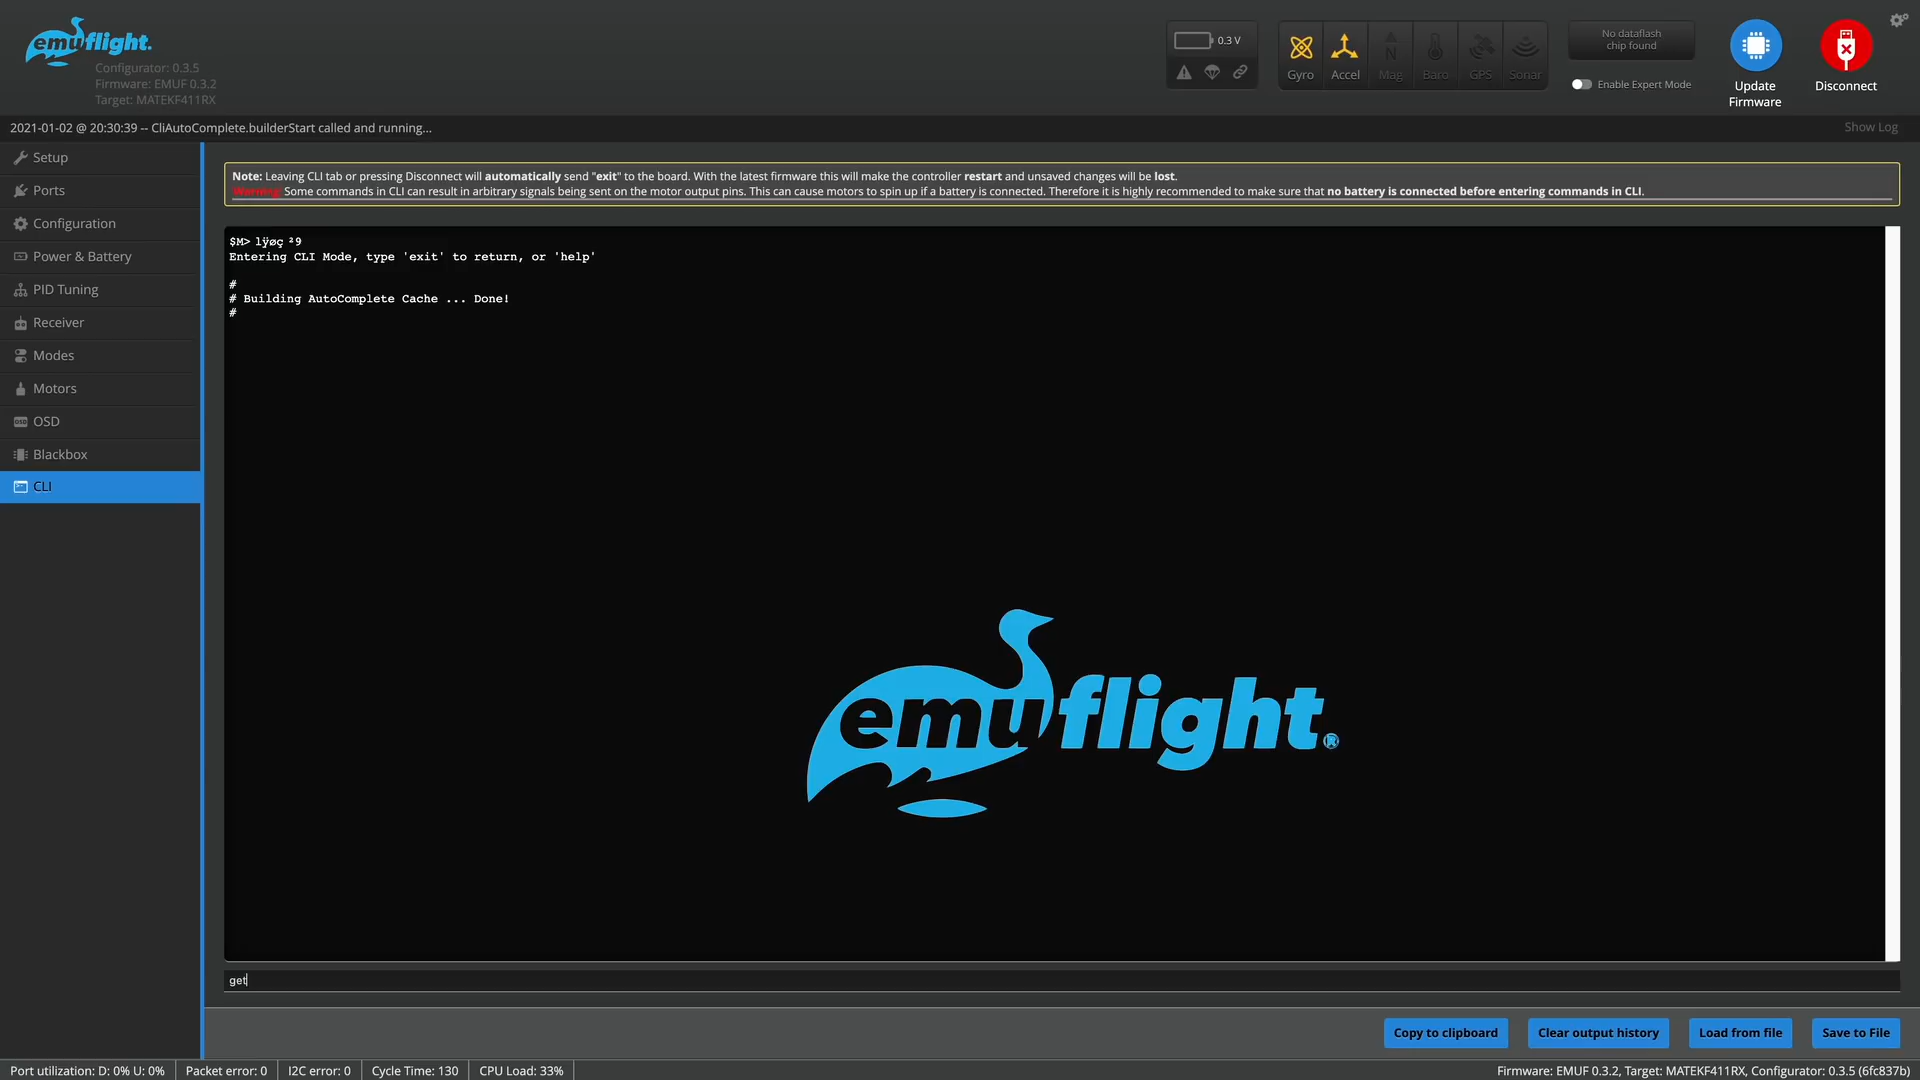 emuflight.
Configurator: 0.3.5
Firmware: EMUF 0.3.2
Target: MATEKF411RX
0.3 V
Gyro
Accel
Mag
Baro
GPS
Sonar
No dataflash
chip found
Enable Expert Mode
Update
Firmware
Disconnect
2021-01-02 @ 20:30:39 -- CliAutoComplete.builderStart called and running...
Show Log
Setup
Ports
Configuration
Power & Battery
PID Tuning
Receiver
Modes
Motors
OSD
Blackbox
CLI
Note: Leaving CLI tab or pressing Disconnect will automatically send "exit" to the board. With the latest firmware this will make the controller restart and unsaved changes will be lost.
Warning: Some commands in CLI can result in arbitrary signals being sent on the motor output pins. This can cause motors to spin up if a battery is connected. Therefore it is highly recommended to make sure that no battery is connected before entering commands in CLI.
$M> lÿøç ²9
Entering CLI Mode, type 'exit' to return, or 'help'
#
# Building AutoComplete Cache ... Done!
#
emuflight.®
get
Copy to clipboard
Clear output history
Load from file
Save to File
Port utilization: D: 0% U: 0%
Packet error: 0
I2C error: 0
Cycle Time: 130
CPU Load: 33%
Firmware: EMUF 0.3.2, Target: MATEKF411RX, Configurator: 0.3.5 (6fc837b)